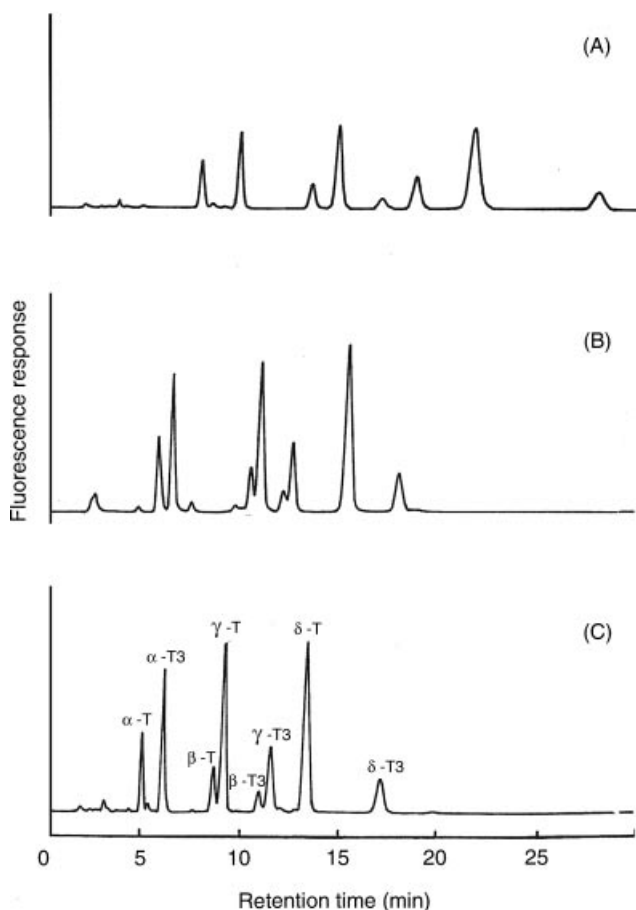 (A)
(B)
Fluorescence response
(C)
γ -T
δ -T
α -T3
α -T
γ -T3
β -T
β -T3
δ -T3
0 5 10 15 20 25
Retention time (min)